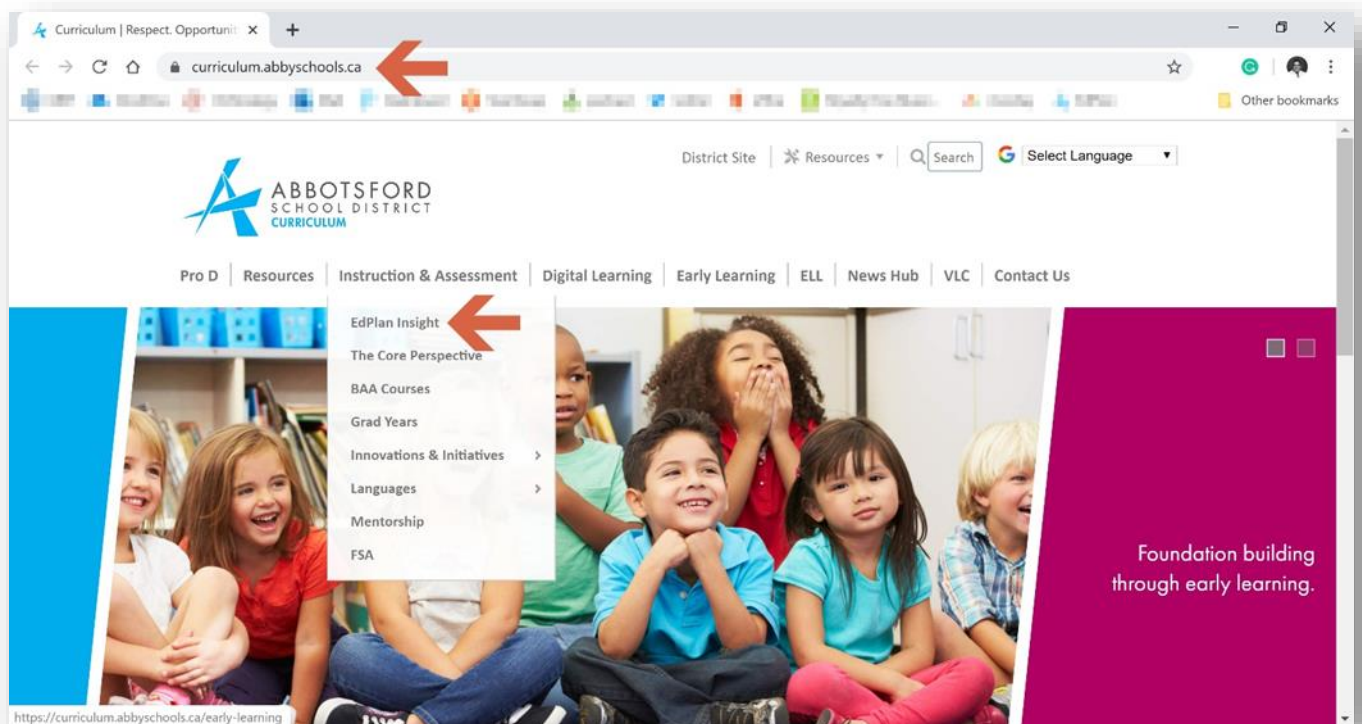 Curriculum | Respect. Opportuni
curriculum.abbyschools.ca
Other bookmarks
District Site Resources Search Select Language
ABBOTSFORD
SCHOOL DISTRICT
CURRICULUM
Pro D Resources Instruction & Assessment Digital Learning Early Learning ELL News Hub VLC Contact Us
EdPlan Insight
The Core Perspective
BAA Courses
Grad Years
Innovations & Initiatives
Languages
Mentorship
FSA
Foundation building
through early learning.
https://curriculum.abbyschools.ca/early-learning